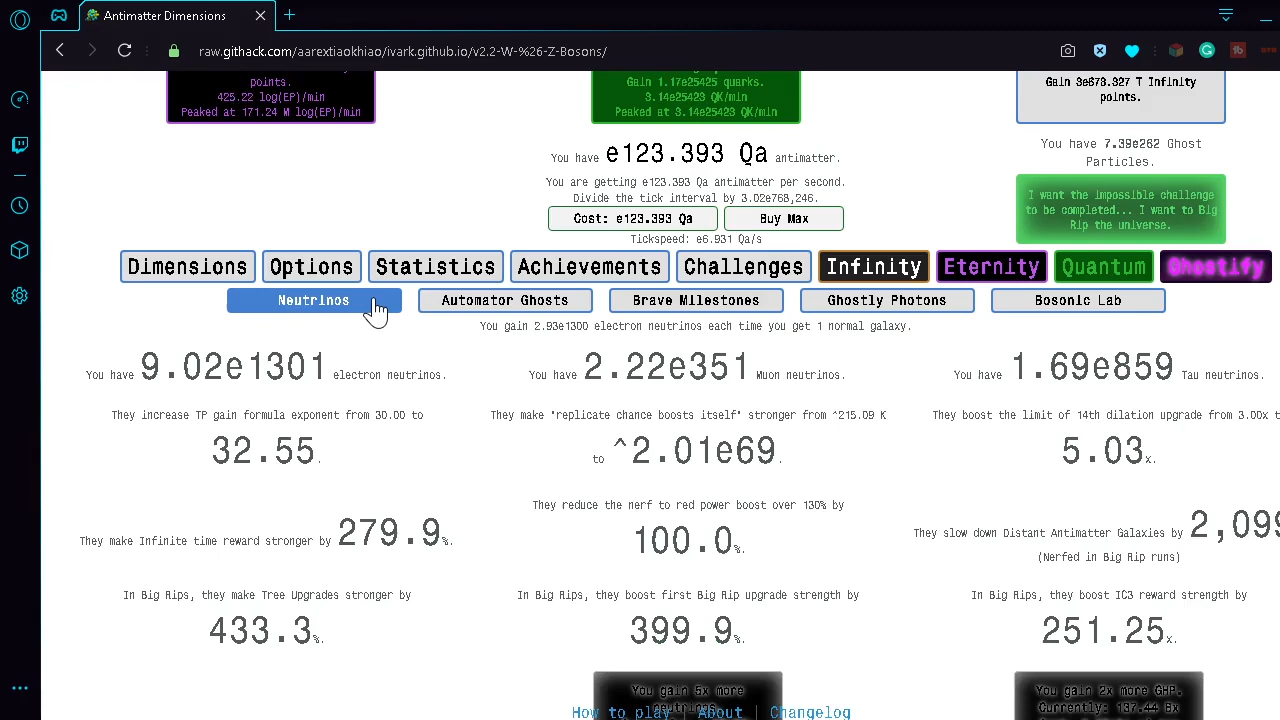 Antimatter Dimensions
raw.githack.com/aarextiaokhiao/ivark.github.io/v2.2-W-%26-Z-Bosons/
points.
425.22 log(EP)/min
Peaked at 171.24 M log(EP)/min
Gain 1.17e25425 quarks.
3.14e25423 QK/min
Peaked at 3.14e25423 QK/min
Gain 3e678.327 T Infinity
points.
You have e123.393 Qa antimatter.
You are getting e123.393 Qa antimatter per second.
Divide the tick interval by 3.02e768,246.
Cost: e123.393 Qa
Buy Max
Tickspeed: e6.931 Qa/s
You have 7.39e262 Ghost
Particles.
I want the impossible challenge
to be completed... I want to Big
Rip the universe.
Dimensions
Options
Statistics
Achievements
Challenges
Infinity
Eternity
Quantum
Ghostify
Neutrinos
Automator Ghosts
Brave Milestones
Ghostly Photons
Bosonic Lab
You gain 2.93e1300 electron neutrinos each time you get 1 normal galaxy.
You have 9.02e1301 electron neutrinos.
You have 2.22e351 Muon neutrinos.
You have 1.69e859 Tau neutrinos.
They increase TP gain formula exponent from 30.00 to
32.55.
They make "replicate chance boosts itself" stronger from ^215.09 K
to ^2.01e69.
They boost the limit of 14th dilation upgrade from 3.00x t
5.03x.
They make Infinite time reward stronger by 279.9%.
They reduce the nerf to red power boost over 130% by
100.0%.
They slow down Distant Antimatter Galaxies by 2,099
(Nerfed in Big Rip runs)
In Big Rips, they make Tree Upgrades stronger by
433.3%.
In Big Rips, they boost first Big Rip upgrade strength by
399.9%.
In Big Rips, they boost IC3 reward strength by
251.25x.
You gain 5x more
neutrinos.
You gain 2x more GHP.
Currently: 137.44 Bx
How to play | About | Changelog